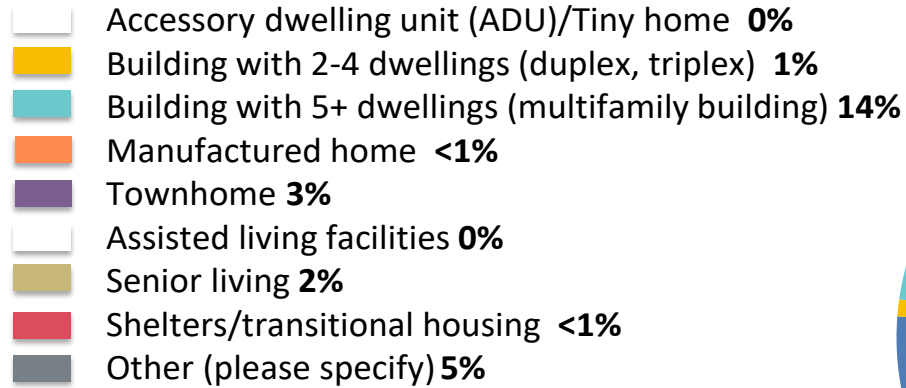 Accessory dwelling unit (ADU)/Tiny home 0%
Building with 2-4 dwellings (duplex, triplex) 1%
Building with 5+ dwellings (multifamily building) 14%
Manufactured home <1%
Townhome 3%
Assisted living facilities 0%
Senior living 2%
Shelters/transitional housing <1%
Other (please specify) 5%